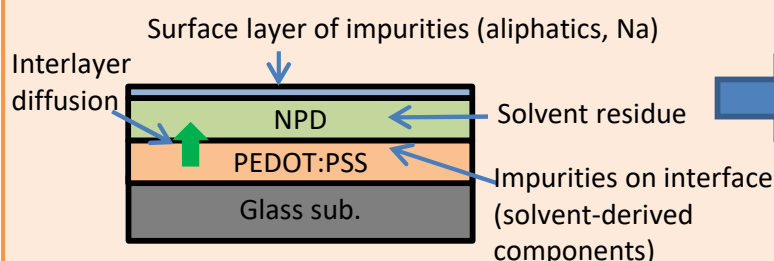 Surface layer of impurities (aliphatics, Na)
Interlayer
diffusion
NPD
Solvent residue
PEDOT:PSS
Impurities on interface
(solvent-derived
components)
Glass sub.